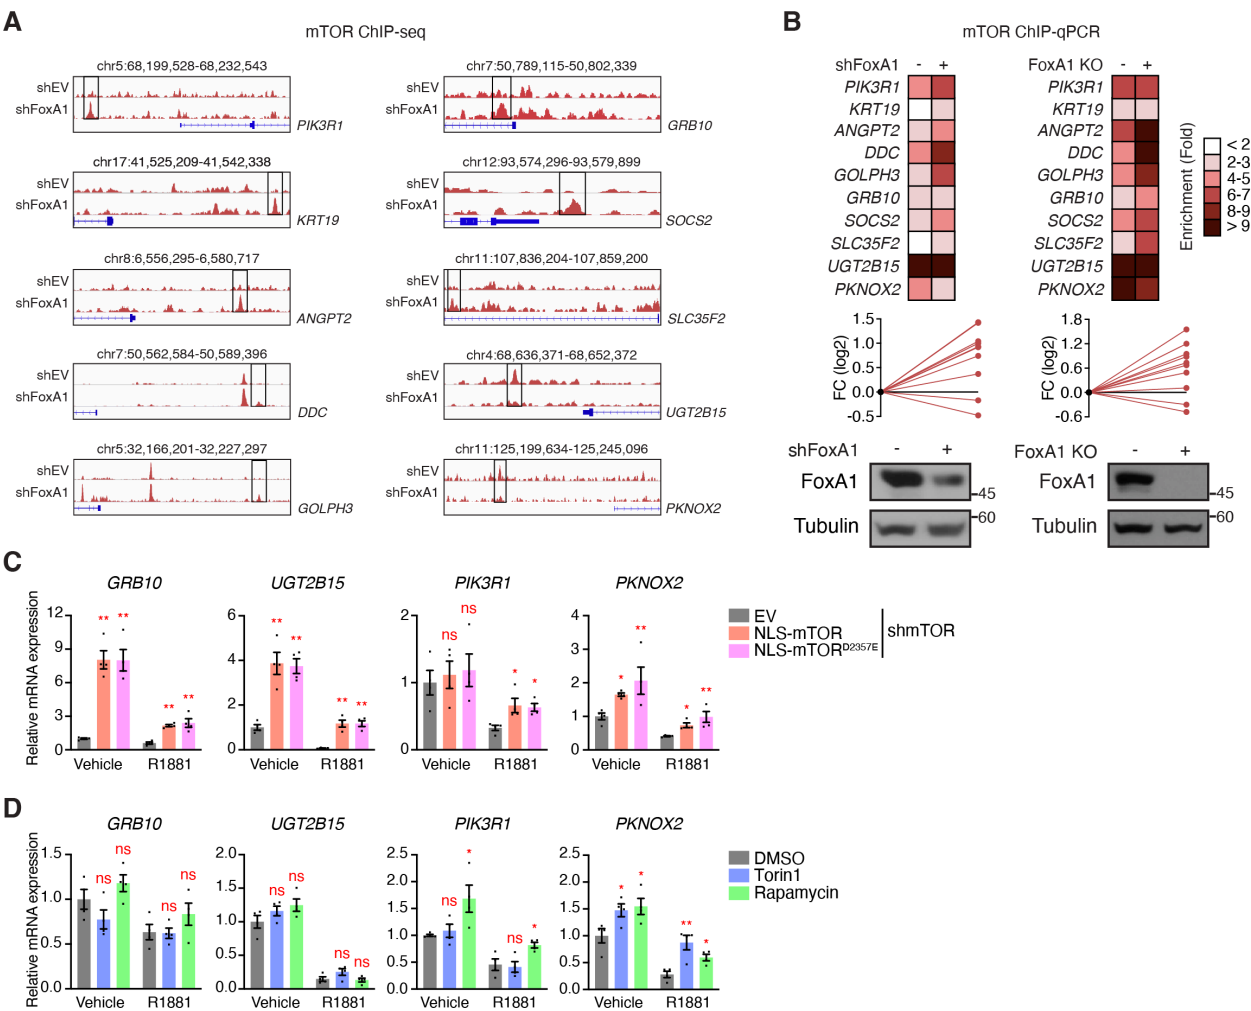 A
mTOR ChIP-seq
chr5:68,199,528-68,232,543
shEV
shFoxA1
PIK3R1
chr7:50,789,115-50,802,339
shEV
shFoxA1
GRB10
chr17:41,525,209-41,542,338
shEV
shFoxA1
KRT19
chr12:93,574,296-93,579,899
shEV
shFoxA1
SOCS2
chr8:6,556,295-6,580,717
shEV
shFoxA1
ANGPT2
chr11:107,836,204-107,859,200
shEV
shFoxA1
SLC35F2
chr7:50,562,584-50,589,396
shEV
shFoxA1
DDC
chr4:68,636,371-68,652,372
shEV
shFoxA1
UGT2B15
chr5:32,166,201-32,227,297
shEV
shFoxA1
GOLPH3
chr11:125,199,634-125,245,096
shEV
shFoxA1
PKNOX2
B
mTOR ChIP-qPCR
shFoxA1 - +
PIK3R1
KRT19
ANGPT2
DDC
GOLPH3
GRB10
SOCS2
SLC35F2
UGT2B15
PKNOX2
FoxA1 KO - +
PIK3R1
KRT19
ANGPT2
DDC
GOLPH3
GRB10
SOCS2
SLC35F2
UGT2B15
PKNOX2
Enrichment (Fold)
< 2
2-3
4-5
6-7
8-9
> 9
FC (log2)
1.5
1.0
0.5
0.0
-0.5
FC (log2)
1.8
1.2
0.6
0.0
-0.6
shFoxA1 - +
FoxA1
45
Tubulin
60
FoxA1 KO - +
FoxA1
45
Tubulin
60
C
Relative mRNA expression
GRB10
12
9
6
3
0
** **
** **
Vehicle R1881
UGT2B15
6
4
2
0
** **
** **
Vehicle R1881
PIK3R1
2
1
0
ns ns
* *
Vehicle R1881
PKNOX2
4
3
2
1
0
* **
* **
Vehicle R1881
EV
NLS-mTOR
NLS-mTORD2357E
shmTOR
D
Relative mRNA expression
GRB10
1.5
1.0
0.5
0.0
ns ns
ns ns
Vehicle R1881
UGT2B15
2.0
1.5
1.0
0.5
0.0
ns ns
ns ns
Vehicle R1881
PIK3R1
2.5
2.0
1.5
1.0
0.5
0.0
ns *
ns *
Vehicle R1881
PKNOX2
2.5
2.0
1.5
1.0
0.5
0.0
* *
** *
Vehicle R1881
DMSO
Torin1
Rapamycin